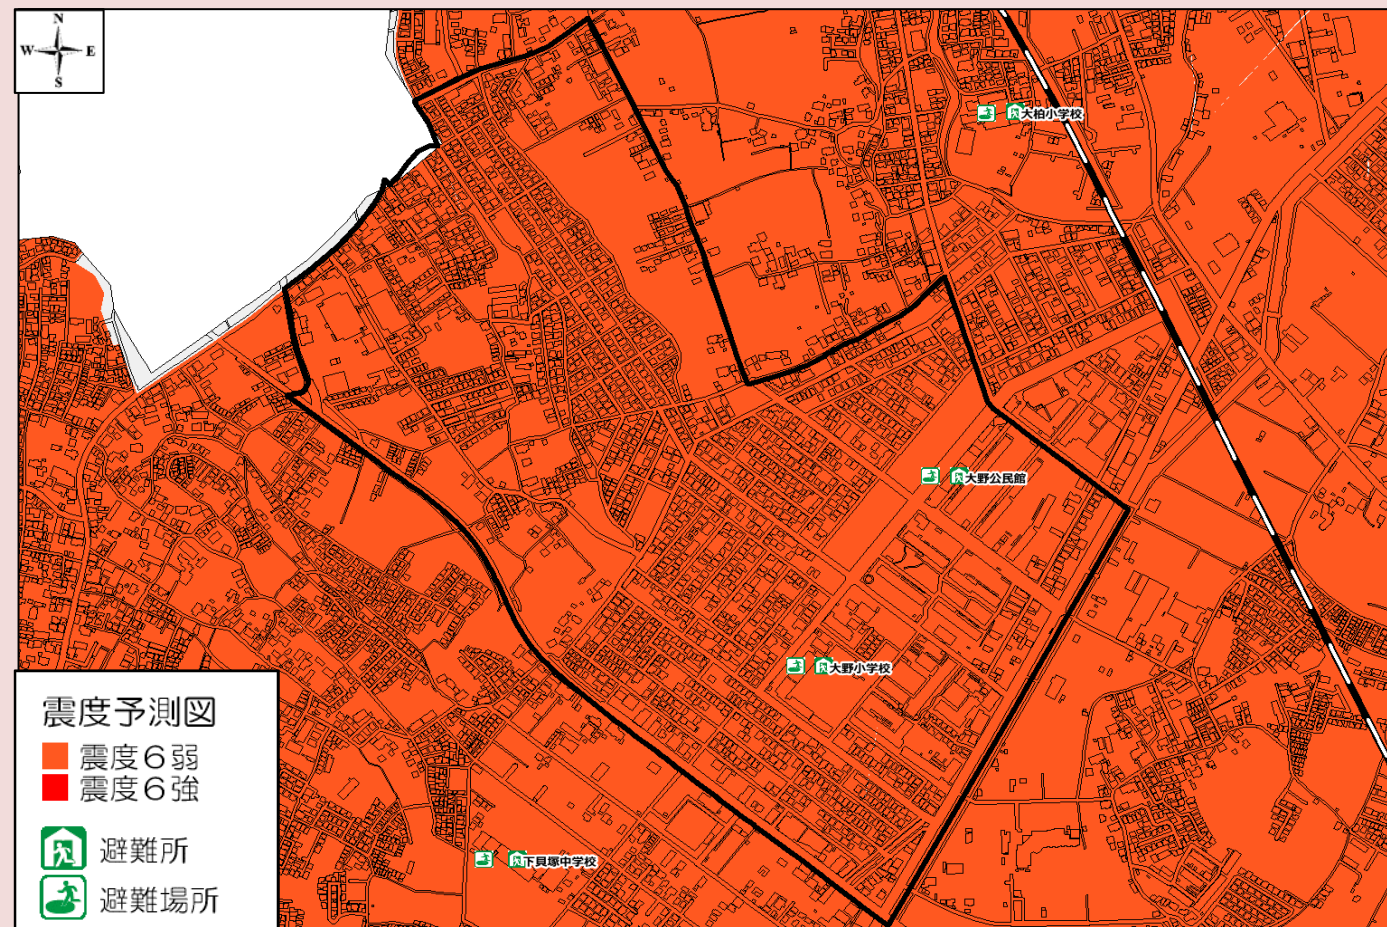 N
W E
S
大柏小学校
大野公民館
大野小学校
下貝塚中学校
震度予測図
震度６弱
震度６強
避難所
避難場所